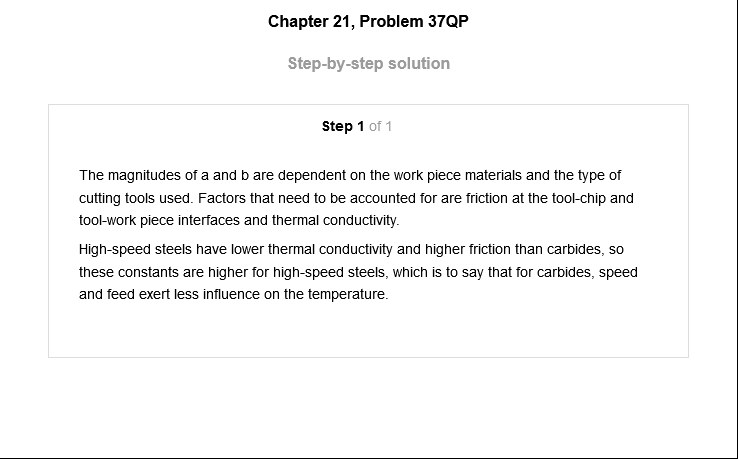 Chapter 21, Problem 37QP
Step-by-step solution
Step 1 of 1
The magnitudes of a and b are dependent on the work piece materials and the type of
cutting tools used. Factors that need to be accounted for are friction at the tool-chip and
tool-work piece interfaces and thermal conductivity.
High-speed steels have lower thermal conductivity and higher friction than carbides, so
these constants are higher for high-speed steels, which is to say that for carbides, speed
and feed exert less influence on the temperature.